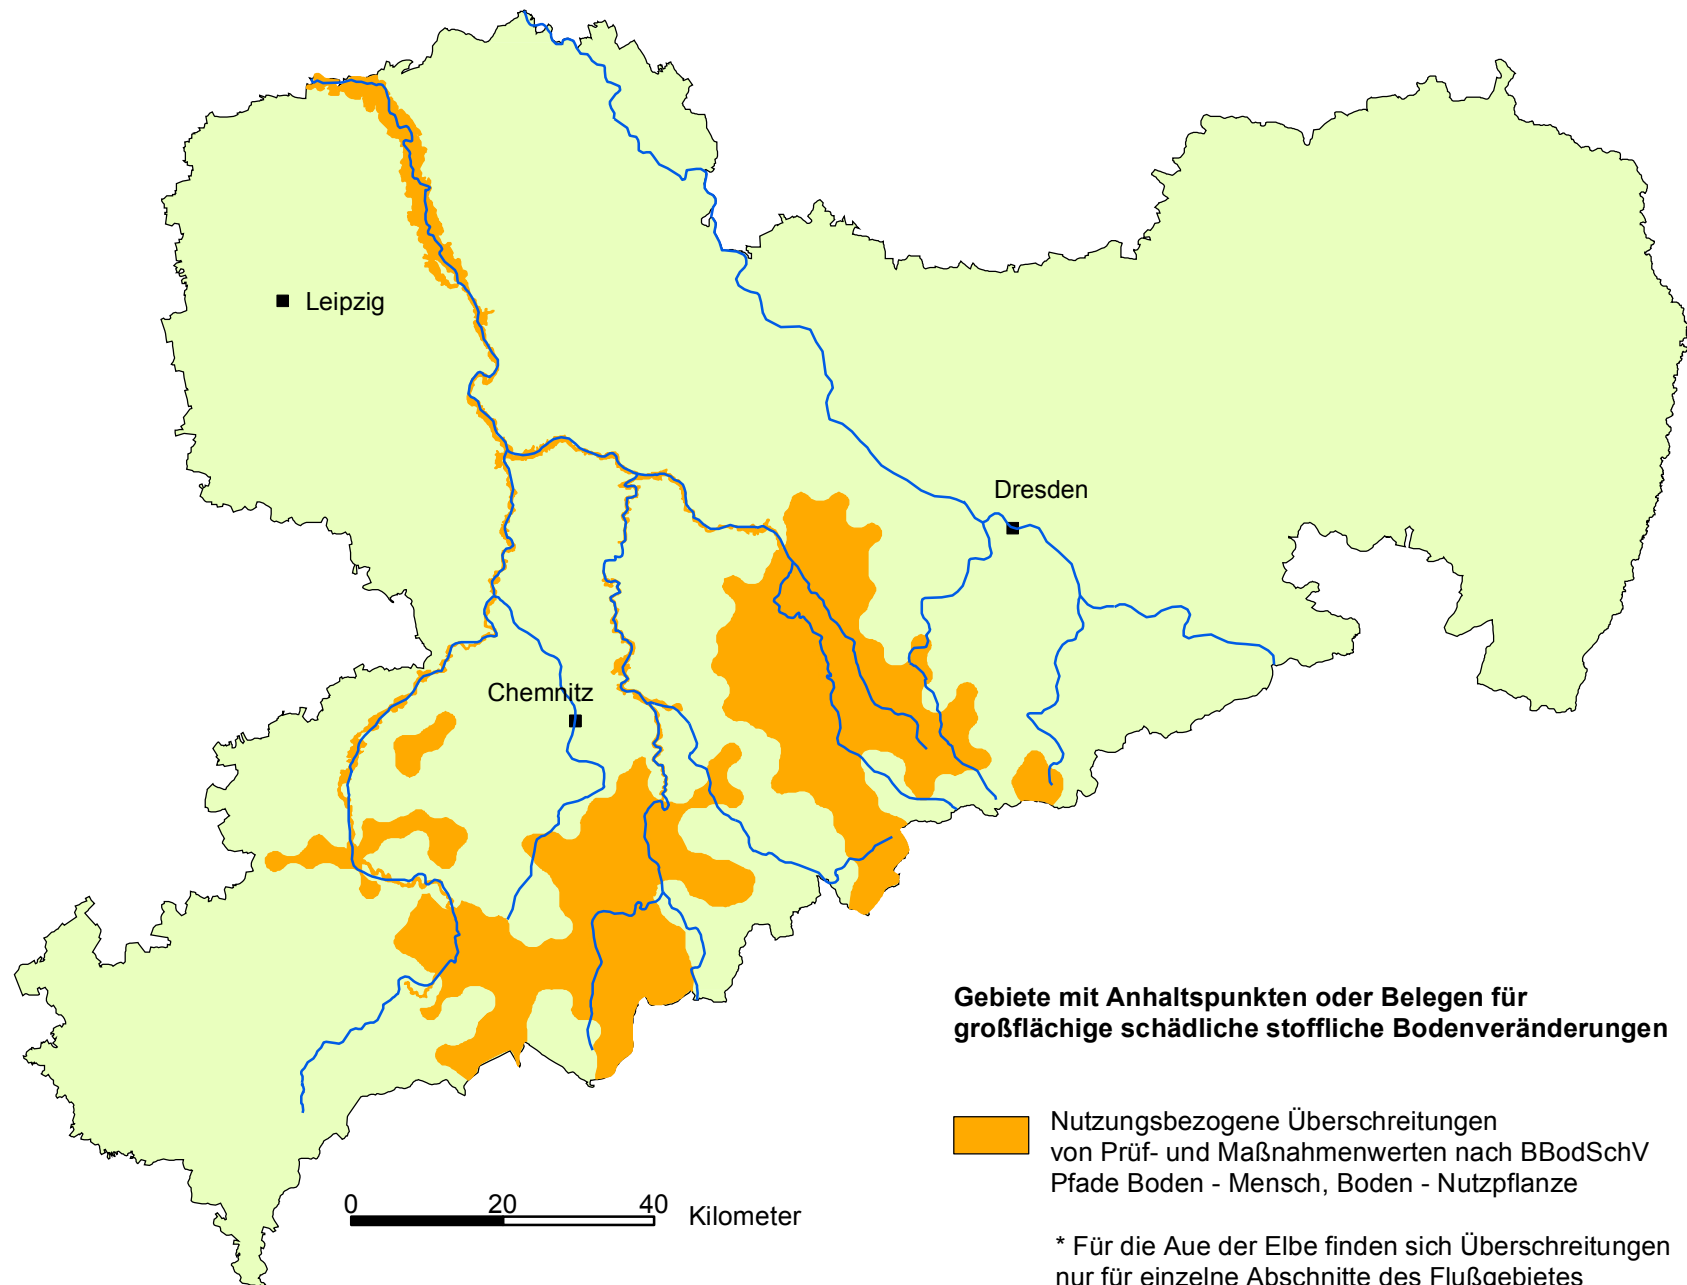 Leipzig
Dresden
Chemnitz
Gebiete mit Anhaltspunkten oder Belegen für
großflächige schädliche stoffliche Bodenveränderungen
Nutzungsbezogene Überschreitungen
von Prüf- und Maßnahmenwerten nach BBodSchV
Pfade Boden - Mensch, Boden - Nutzpflanze
0 20 40 Kilometer
* Für die Aue der Elbe finden sich Überschreitungen
nur für einzelne Abschnitte des Flußgebietes